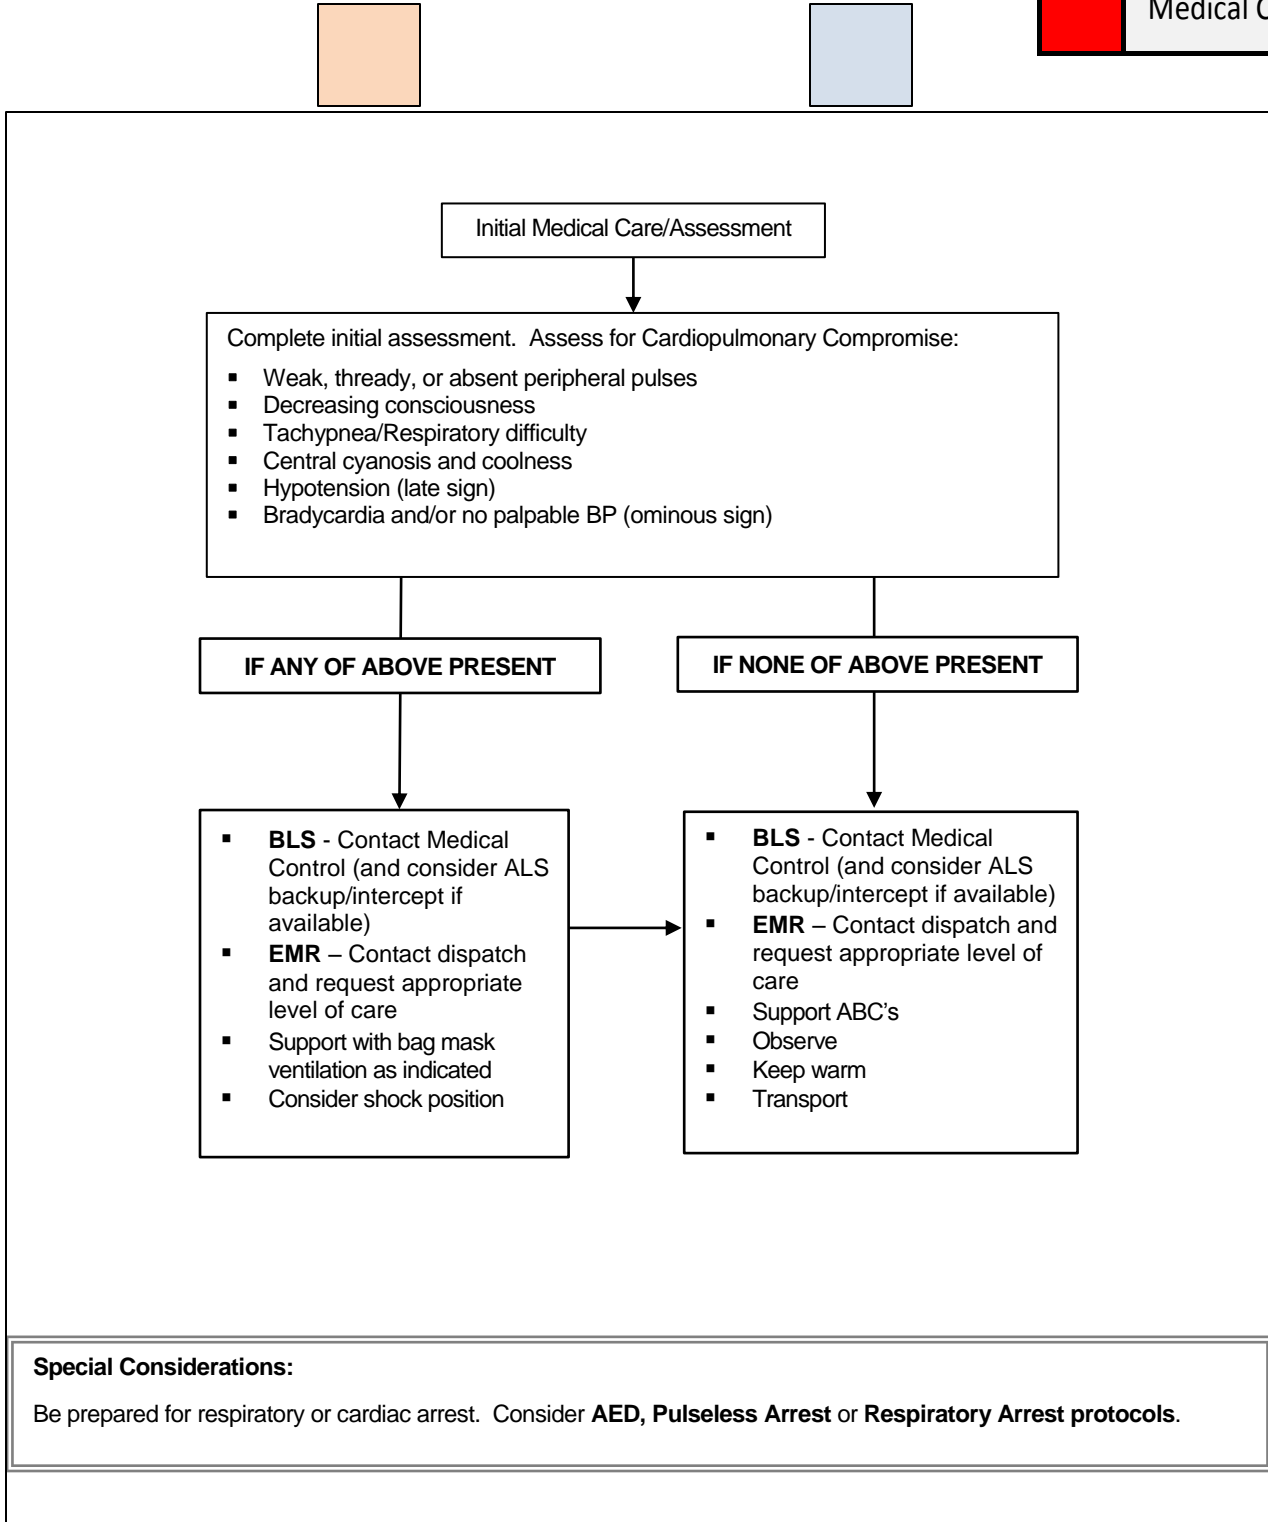 Medical
Initial Medical Care/Assessment
Complete initial assessment.  Assess for Cardiopulmonary Compromise:
▪ Weak, thready, or absent peripheral pulses
▪ Decreasing consciousness
▪ Tachypnea/Respiratory difficulty
▪ Central cyanosis and coolness
▪ Hypotension (late sign)
▪ Bradycardia and/or no palpable BP (ominous sign)
IF ANY OF ABOVE PRESENT
IF NONE OF ABOVE PRESENT
▪ BLS - Contact Medical
Control (and consider ALS
backup/intercept if
available)
▪ EMR – Contact dispatch
and request appropriate
level of care
▪ Support with bag mask
ventilation as indicated
▪ Consider shock position
▪ BLS - Contact Medical
Control (and consider ALS
backup/intercept if available)
▪ EMR – Contact dispatch and
request appropriate level of
care
▪ Support ABC’s
▪ Observe
▪ Keep warm
▪ Transport
Special Considerations:
Be prepared for respiratory or cardiac arrest.  Consider AED, Pulseless Arrest or Respiratory Arrest protocols.